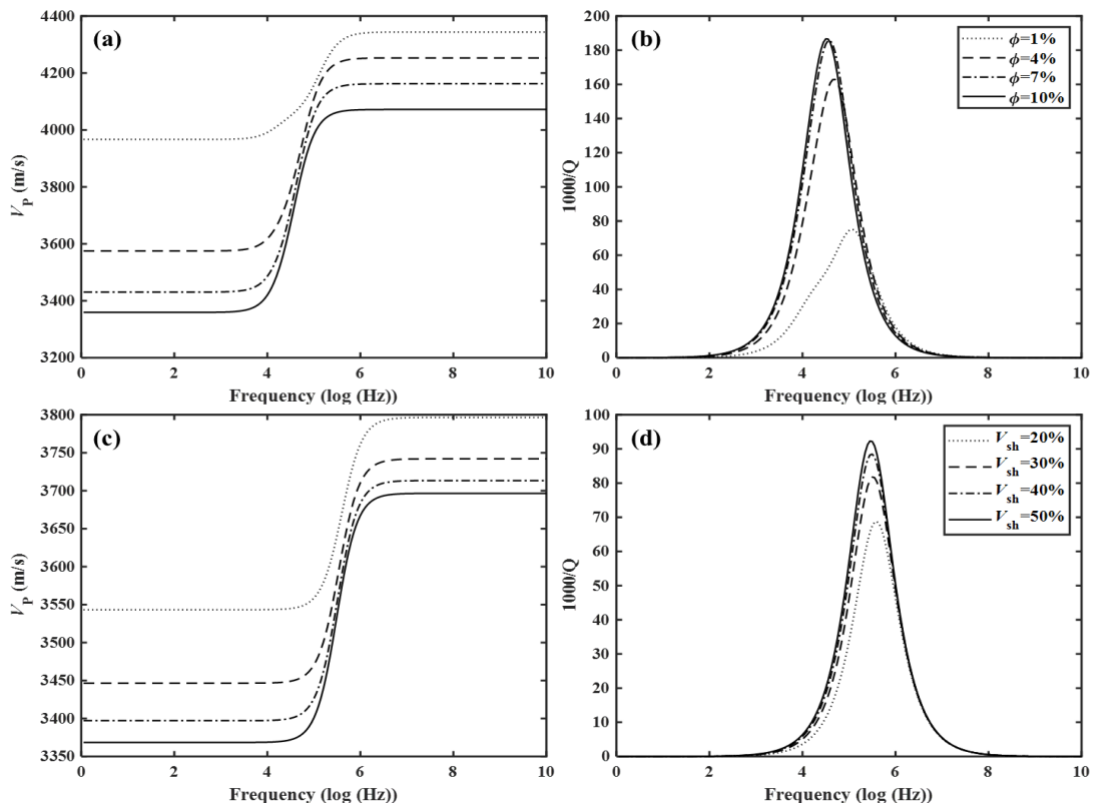 (a)
4400
4200
4000
3800
3600
3400
3200
V_P (m/s)
0 2 4 6 8 10
Frequency (log (Hz))
(b)
200
180
160
140
120
100
80
60
40
20
0
1000/Q
ϕ=1%
ϕ=4%
ϕ=7%
ϕ=10%
0 2 4 6 8 10
Frequency (log (Hz))
(c)
3800
3750
3700
3650
3600
3550
3500
3450
3400
3350
V_P (m/s)
0 2 4 6 8 10
Frequency (log (Hz))
(d)
100
90
80
70
60
50
40
30
20
10
0
1000/Q
V_sh=20%
V_sh=30%
V_sh=40%
V_sh=50%
0 2 4 6 8 10
Frequency (log (Hz))